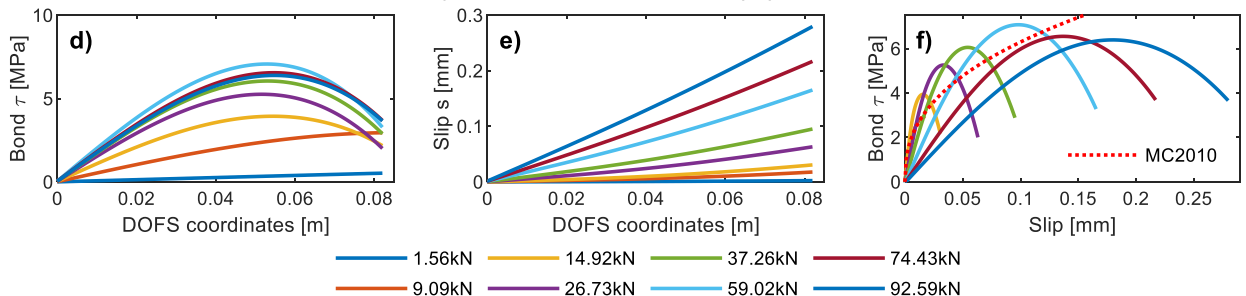 d)
Bond τ [MPa]
10
5
0
0
0.02
0.04
0.06
0.08
DOFS coordinates [m]
e)
Slip s [mm]
0.3
0.2
0.1
0
0
0.02
0.04
0.06
0.08
DOFS coordinates [m]
f)
Bond τ [MPa]
6
4
2
0
0
0.05
0.1
0.15
0.2
0.25
Slip [mm]
MC2010
1.56kN
14.92kN
37.26kN
74.43kN
9.09kN
26.73kN
59.02kN
92.59kN